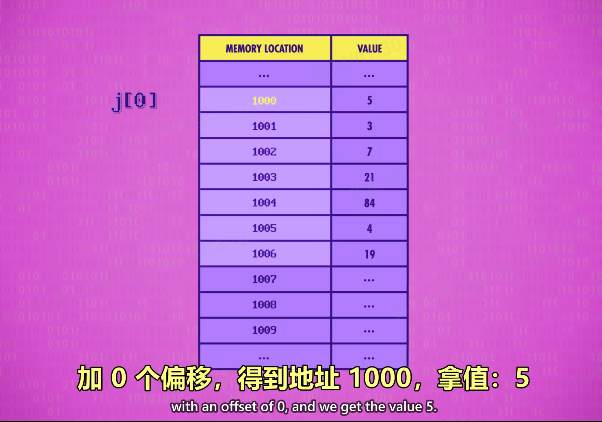 MEMORY LOCATION VALUE
... ...
j[0] 1000 5
1001 3
1002 7
1003 21
1004 84
1005 4
1006 19
1007 ...
1008 ...
1009 ...
... ...
加 0 个偏移，得到地址 1000，拿值：5
with an offset of 0, and we get the value 5.